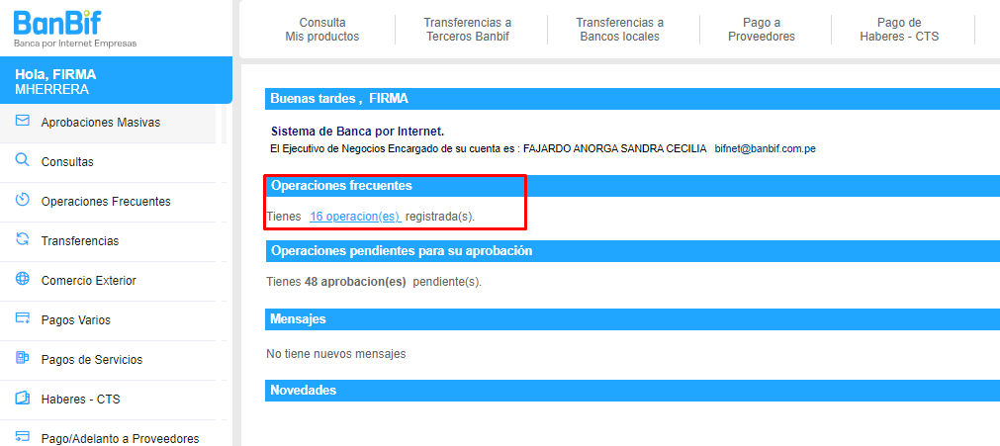 BanBif
Banca por Internet Empresas
Consulta
Mis productos
Transferencias a
Terceros Banbif
Transferencias a
Bancos locales
Pago a
Proveedores
Pago de
Haberes - CTS
Hola, FIRMA
MHERRERA
Aprobaciones Masivas
Consultas
Operaciones Frecuentes
Transferencias
Comercio Exterior
Pagos Varios
Pagos de Servicios
Haberes - CTS
Pago/Adelanto a Proveedores
Buenas tardes , FIRMA
Sistema de Banca por Internet.
El Ejecutivo de Negocios Encargado de su cuenta es : FAJARDO ANORGA SANDRA CECILIA bifnet@banbif.com.pe
Operaciones frecuentes
Tienes 16 operacion(es) registrada(s).
Operaciones pendientes para su aprobación
Tienes 48 aprobacion(es) pendiente(s).
Mensajes
No tiene nuevos mensajes
Novedades